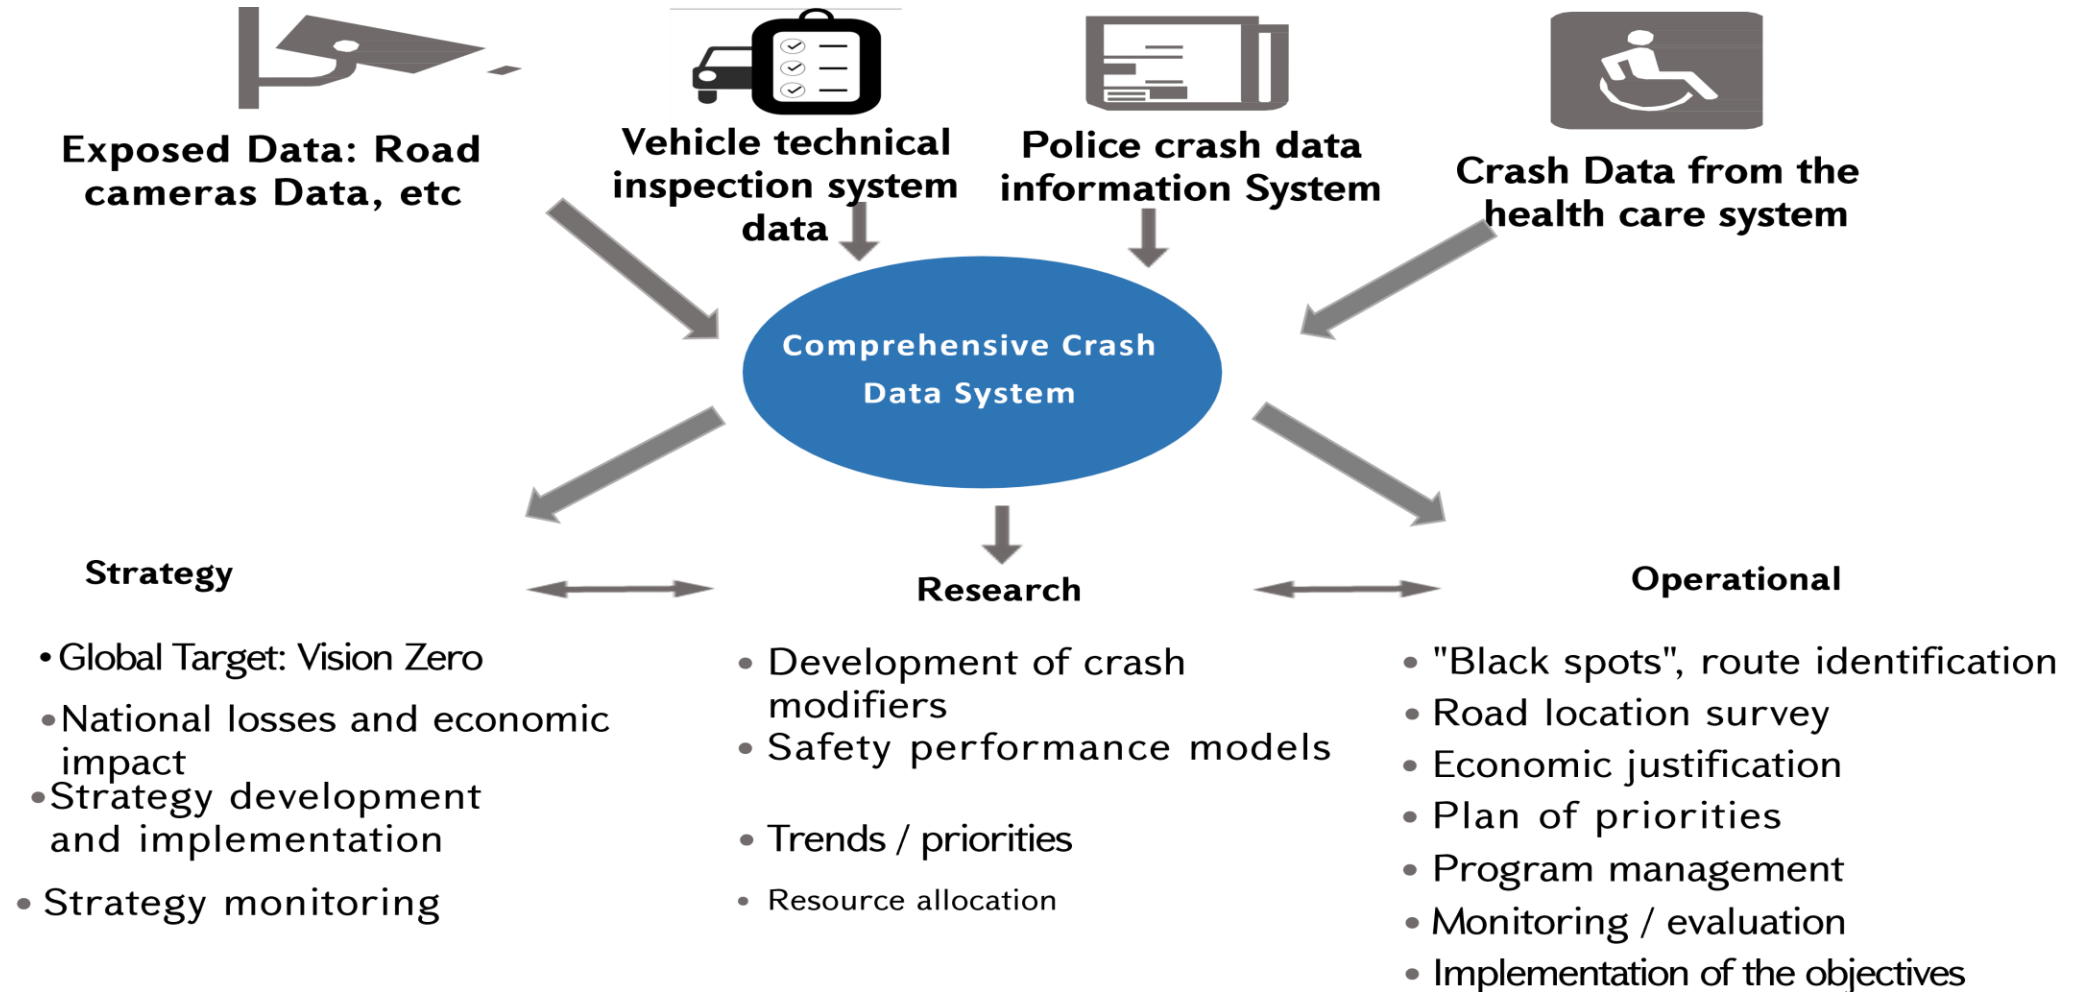 Exposed Data: Road
cameras Data, etc
Vehicle technical
inspection system
data
Police crash data
information System
Crash Data from the
health care system
Comprehensive Crash
Data System
Strategy
• Global Target: Vision Zero
• National losses and economic
impact
• Strategy development
and implementation
• Strategy monitoring
Research
• Development of crash
modifiers
• Safety performance models
• Trends / priorities
• Resource allocation
Operational
• "Black spots", route identification
• Road location survey
• Economic justification
• Plan of priorities
• Program management
• Monitoring / evaluation
• Implementation of the objectives